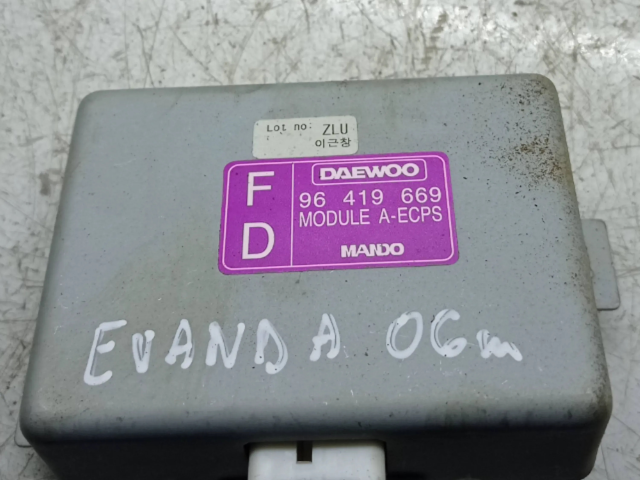 Lot no: ZLU
이근창
F
D
DAEWOO
96 419 669
MODULE A-ECPS
MANDO
EVANDA 06m